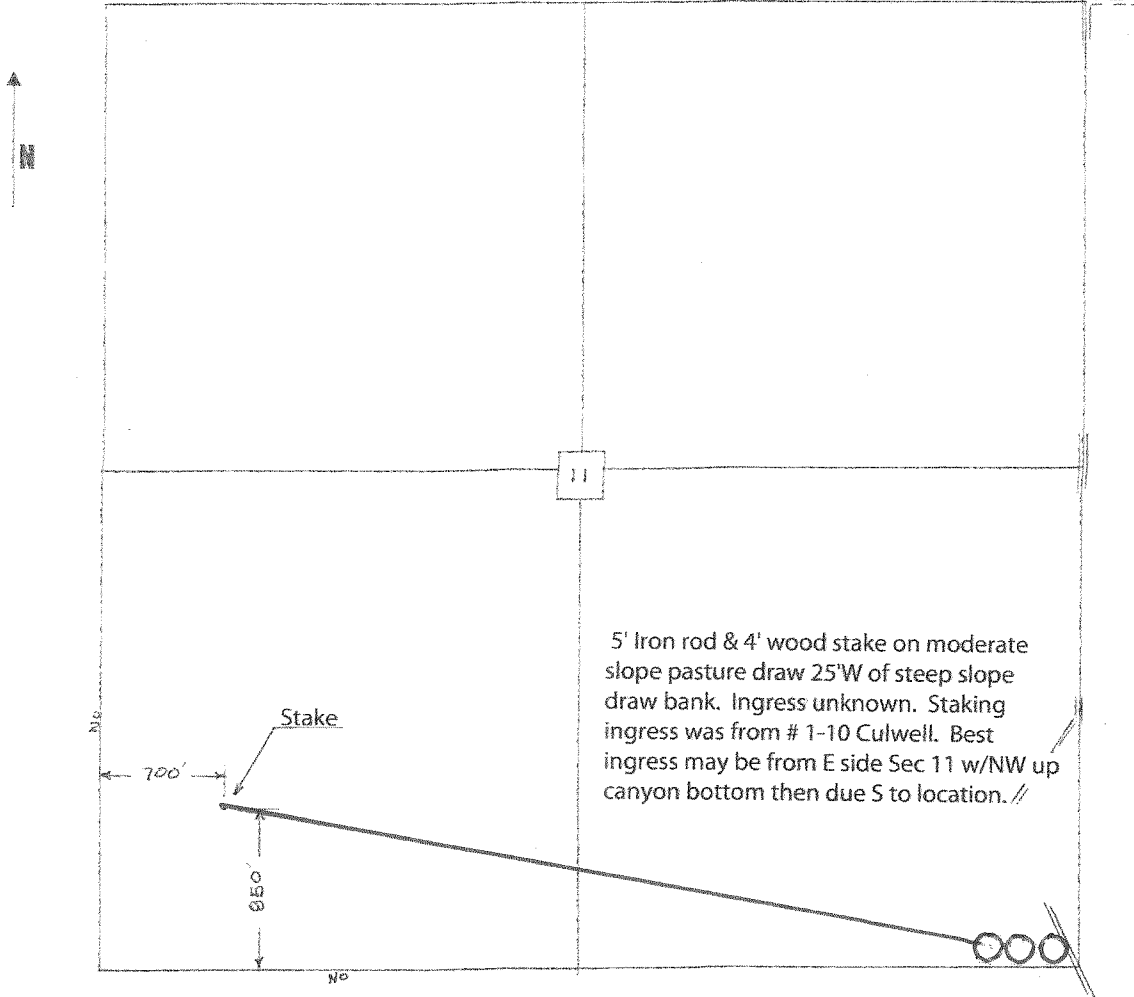 N
11
5' Iron rod & 4' wood stake on moderate
slope pasture draw 25'W of steep slope
draw bank. Ingress unknown. Staking
ingress was from # 1-10 Culwell. Best
ingress may be from E side Sec 11 w/NW up
canyon bottom then due S to location.
Stake
No
700'
850'
No